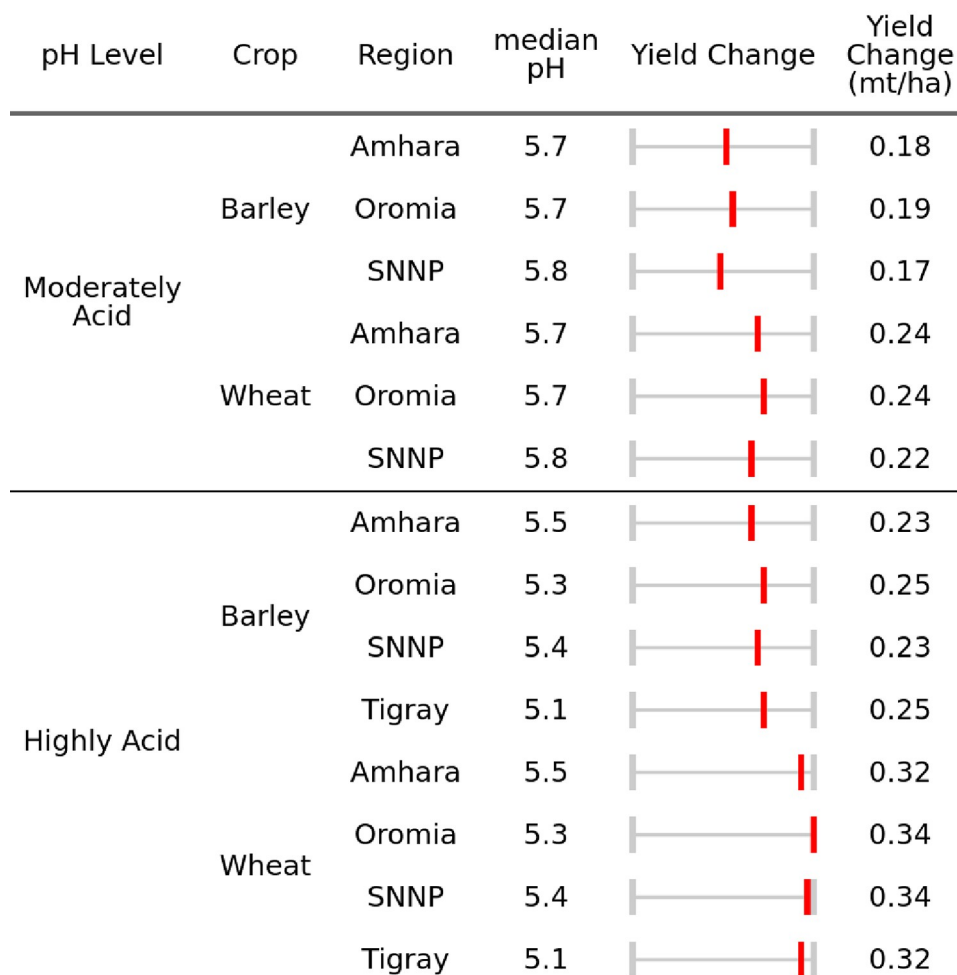 pH Level Crop Region median pH Yield Change Yield Change (mt/ha)
Amhara 5.7 0.18
Barley Oromia 5.7 0.19
SNNP 5.8 0.17
Moderately
Acid
Amhara 5.7 0.24
Wheat Oromia 5.7 0.24
SNNP 5.8 0.22
Amhara 5.5 0.23
Oromia 5.3 0.25
Barley
SNNP 5.4 0.23
Tigray 5.1 0.25
Highly Acid
Amhara 5.5 0.32
Oromia 5.3 0.34
Wheat
SNNP 5.4 0.34
Tigray 5.1 0.32